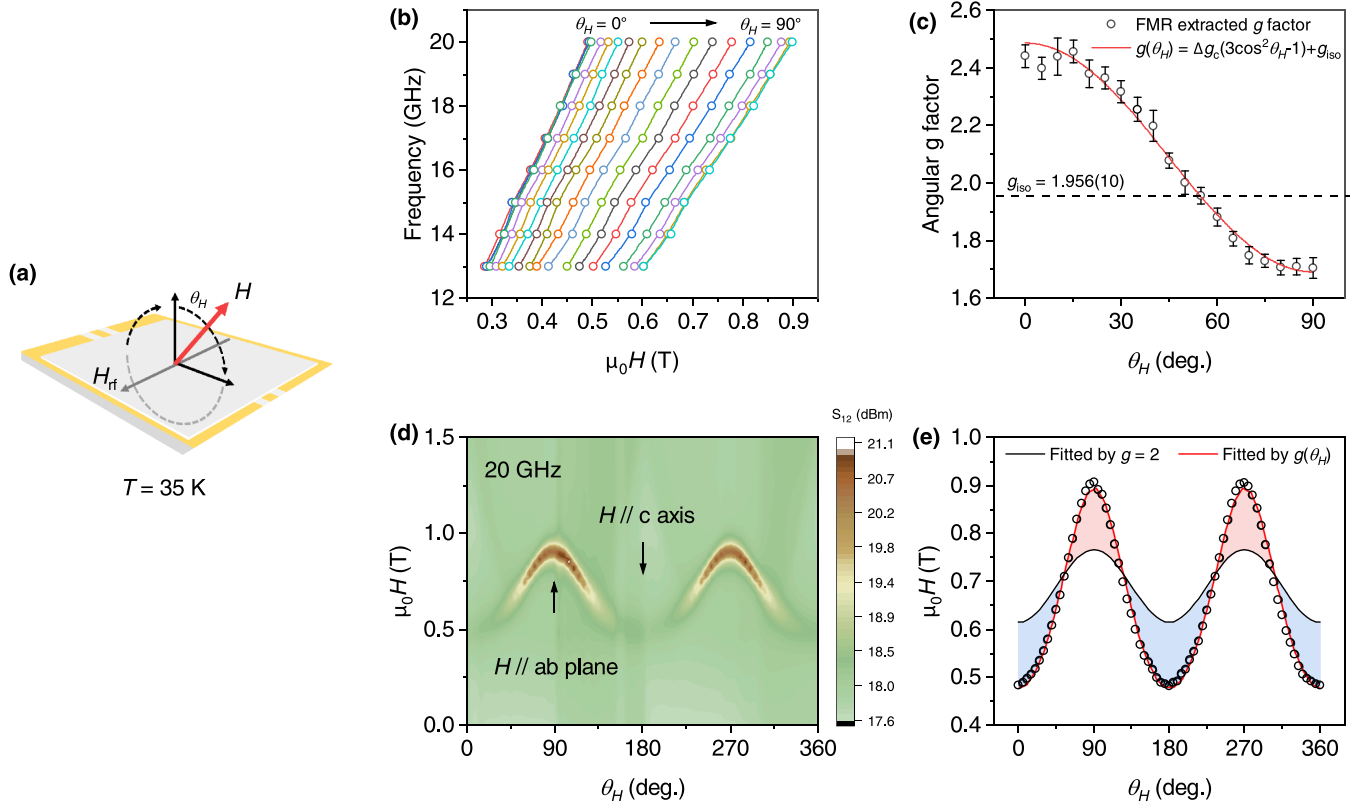 (a)
θH
H
Hrf
T = 35 K
(b)
θH = 0°
θH = 90°
20
18
16
14
12
Frequency (GHz)
0.3 0.4 0.5 0.6 0.7 0.8 0.9
μ0H (T)
(c)
FMR extracted g factor
g(θH) = Δgc(3cos²θH-1)+giso
giso = 1.956(10)
2.6
2.4
2.2
2.0
1.8
1.6
Angular g factor
0 30 60 90
θH (deg.)
(d)
20 GHz
H // c axis
H // ab plane
1.5
1.0
0.5
0.0
μ0H (T)
0 90 180 270 360
θH (deg.)
S12 (dBm)
21.1
20.7
20.2
19.8
19.4
18.9
18.5
18.0
17.6
(e)
Fitted by g = 2
Fitted by g(θH)
1.0
0.9
0.8
0.7
0.6
0.5
0.4
μ0H (T)
0 90 180 270 360
θH (deg.)